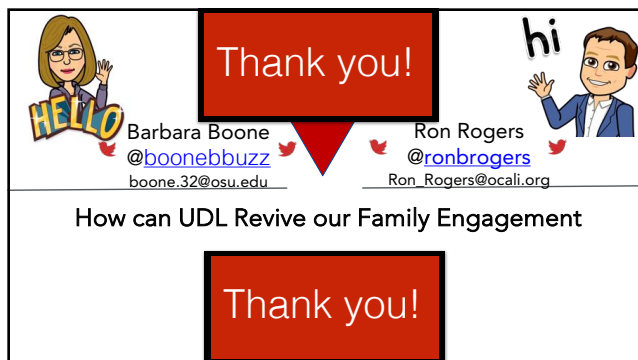 Thank you!
hi
HELLO
Barbara Boone
@boonebbuzz
boone.32@osu.edu
Ron Rogers
@ronbrogers
Ron_Rogers@ocali.org
How can UDL Revive our Family Engagement
Thank you!